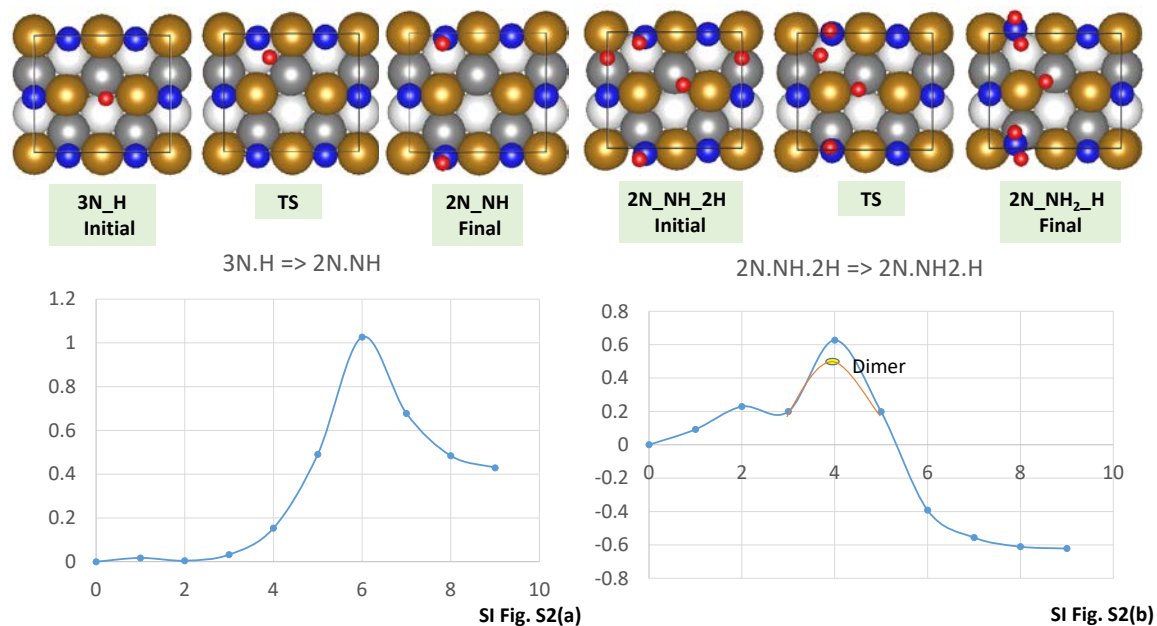 3N_H
Initial
TS
2N_NH
Final
2N_NH_2H
Initial
TS
2N_NH₂_H
Final
3N.H => 2N.NH
1.2
1
0.8
0.6
0.4
0.2
0
0 2 4 6 8 10
SI Fig. S2(a)
2N.NH.2H => 2N.NH2.H
0.8
0.6
0.4
0.2
0
-0.2
-0.4
-0.6
-0.8
Dimer
0 2 4 6 8 10
SI Fig. S2(b)